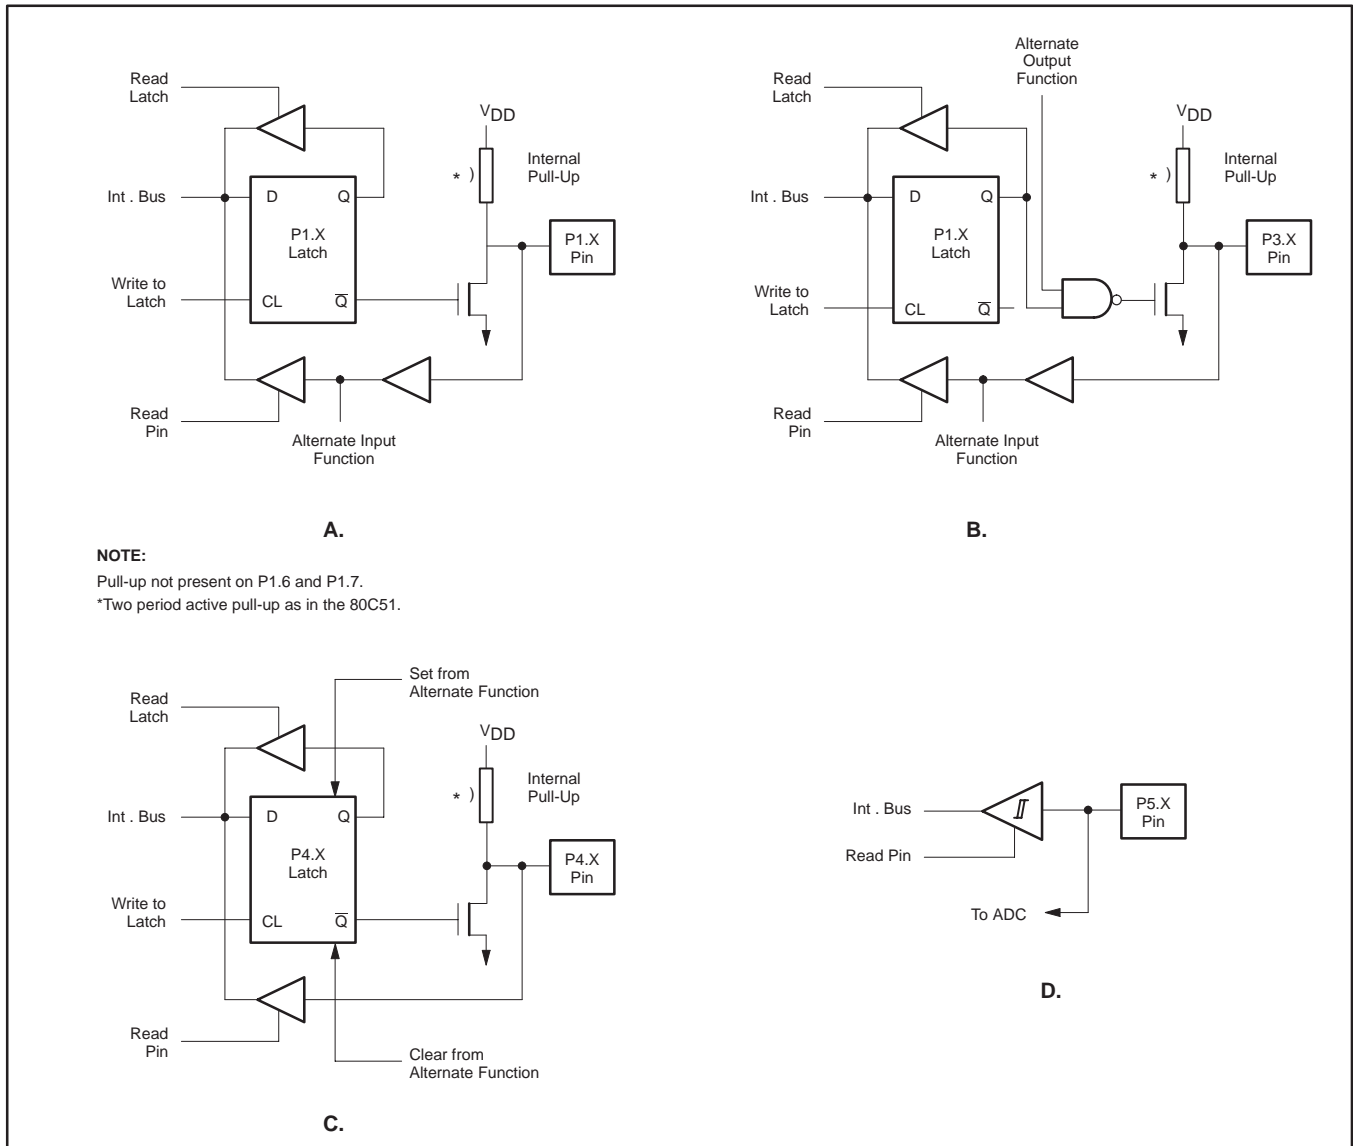 Read
Latch
Int . Bus
D
Q
P1.X
Latch
Write to
Latch
CL
Q̅
VDD
* )
Internal
Pull-Up
P1.X
Pin
Read
Pin
Alternate Input
Function
A.
Alternate
Output
Function
Read
Latch
Int . Bus
D
Q
P1.X
Latch
Write to
Latch
CL
Q̅
VDD
* )
Internal
Pull-Up
P3.X
Pin
Read
Pin
Alternate Input
Function
B.
NOTE:
Pull-up not present on P1.6 and P1.7.
*Two period active pull-up as in the 80C51.
Set from
Alternate Function
Read
Latch
Int . Bus
D
Q
P4.X
Latch
Write to
Latch
CL
Q̅
VDD
* )
Internal
Pull-Up
P4.X
Pin
Read
Pin
Clear from
Alternate Function
C.
Int . Bus
Read Pin
P5.X
Pin
To ADC
D.